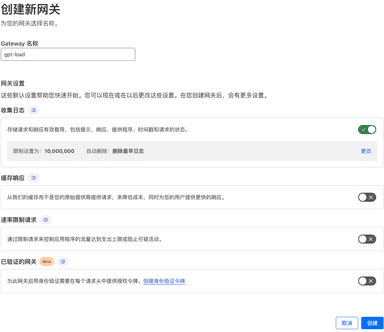 创建新网关
为您的网关选择名称。
Gateway 名称
gpt-load
网关设置
这些默认设置帮助您快速开始。您可以现在或在以后更改这些设置。在您创建网关后，会有更多设置。
收集日志
存储请求和响应有效载荷，包括提示、响应、提供程序、时间戳和请求的状态。
限制设置为：10,000,000 自动删除：删除最早日志 更改
缓存响应
从我们的缓存而不是您的原始提供商提供请求，来降低成本，同时为您的用户提供更快的响应。
速率限制请求
通过限制请求来控制应用程序的流量达到支出上限或阻止可疑活动。
已验证的网关 Beta
为此网关启用身份验证需要在每个请求头中提供授权令牌。创建身份验证令牌
取消 创建